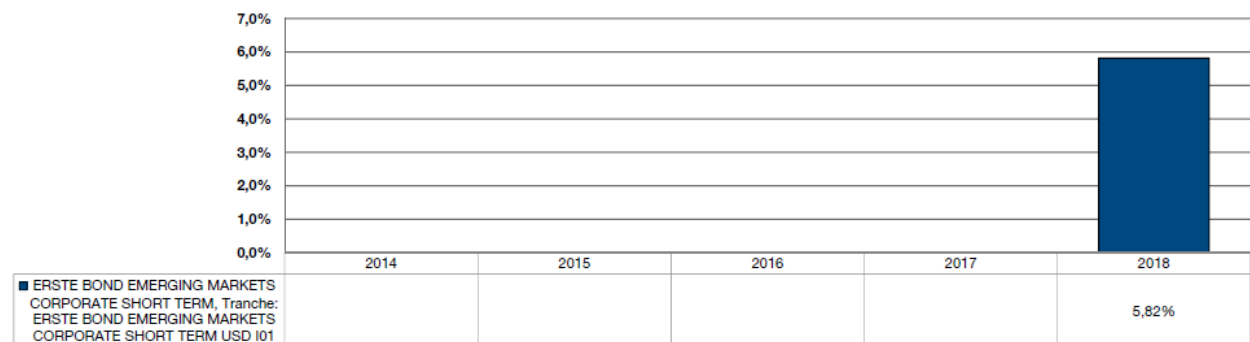 7,0%
6,0%
5,0%
4,0%
3,0%
2,0%
1,0%
0,0%
2014 2015 2016 2017 2018
ERSTE BOND EMERGING MARKETS
CORPORATE SHORT TERM, Tranche:
ERSTE BOND EMERGING MARKETS
CORPORATE SHORT TERM USD I01
5,82%